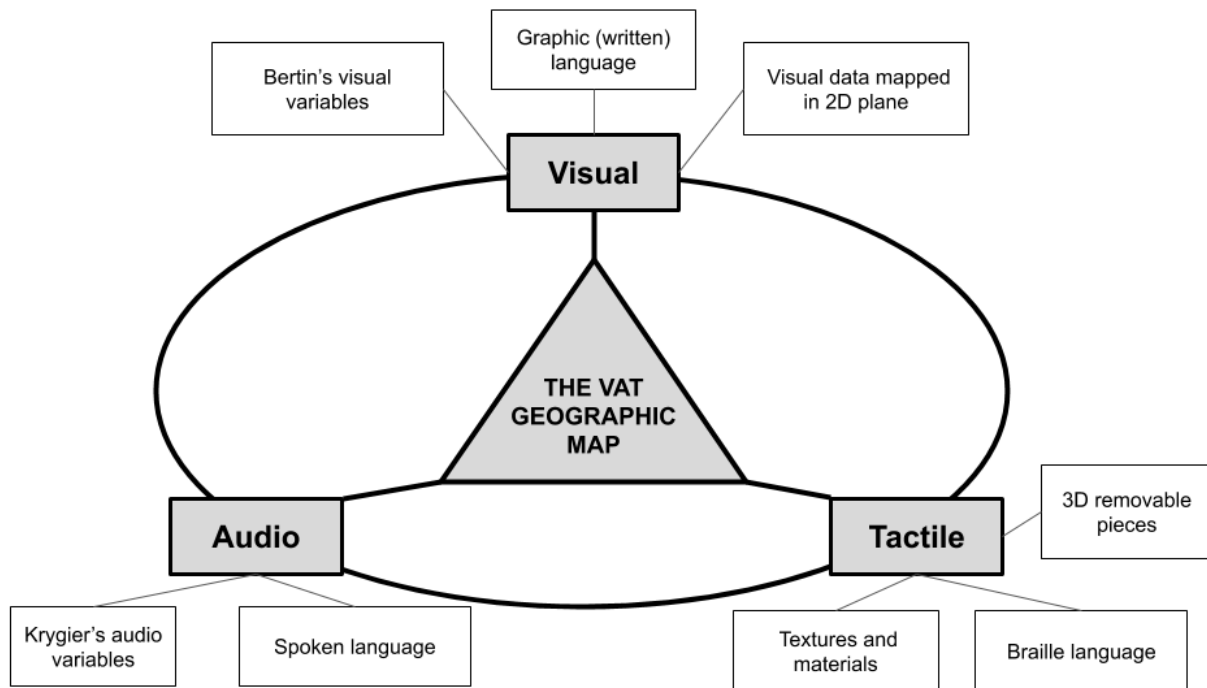 Graphic (written)
language
Bertin's visual
variables
Visual data mapped
in 2D plane
Visual
THE VAT
GEOGRAPHIC
MAP
Audio
Tactile
3D removable
pieces
Krygier's audio
variables
Spoken language
Textures and
materials
Braille language